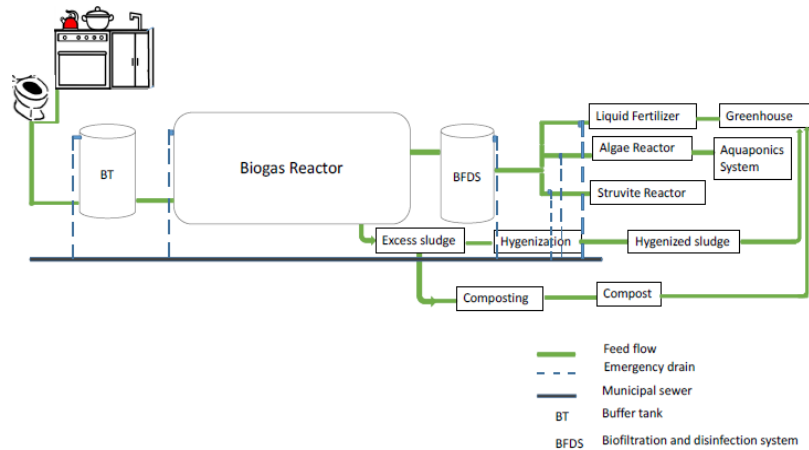 BT
Biogas Reactor
BFDS
Liquid Fertilizer
Greenhouse
Algae Reactor
Aquaponics
System
Struvite Reactor
Excess sludge
Hygenization
Hygenized sludge
Composting
Compost
Feed flow
Emergency drain
Municipal sewer
BT Buffer tank
BFDS Biofiltration and disinfection system